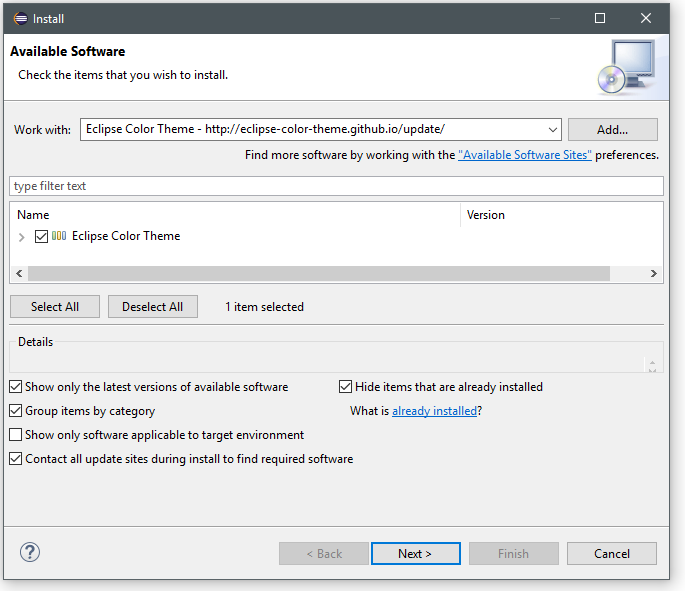 Install
Available Software
Check the items that you wish to install.
Work with: Eclipse Color Theme - http://eclipse-color-theme.github.io/update/ Add...
Find more software by working with the "Available Software Sites" preferences.
type filter text
Name Version
Eclipse Color Theme
Select All Deselect All 1 item selected
Details
Show only the latest versions of available software Hide items that are already installed
Group items by category What is already installed?
Show only software applicable to target environment
Contact all update sites during install to find required software
? < Back Next > Finish Cancel